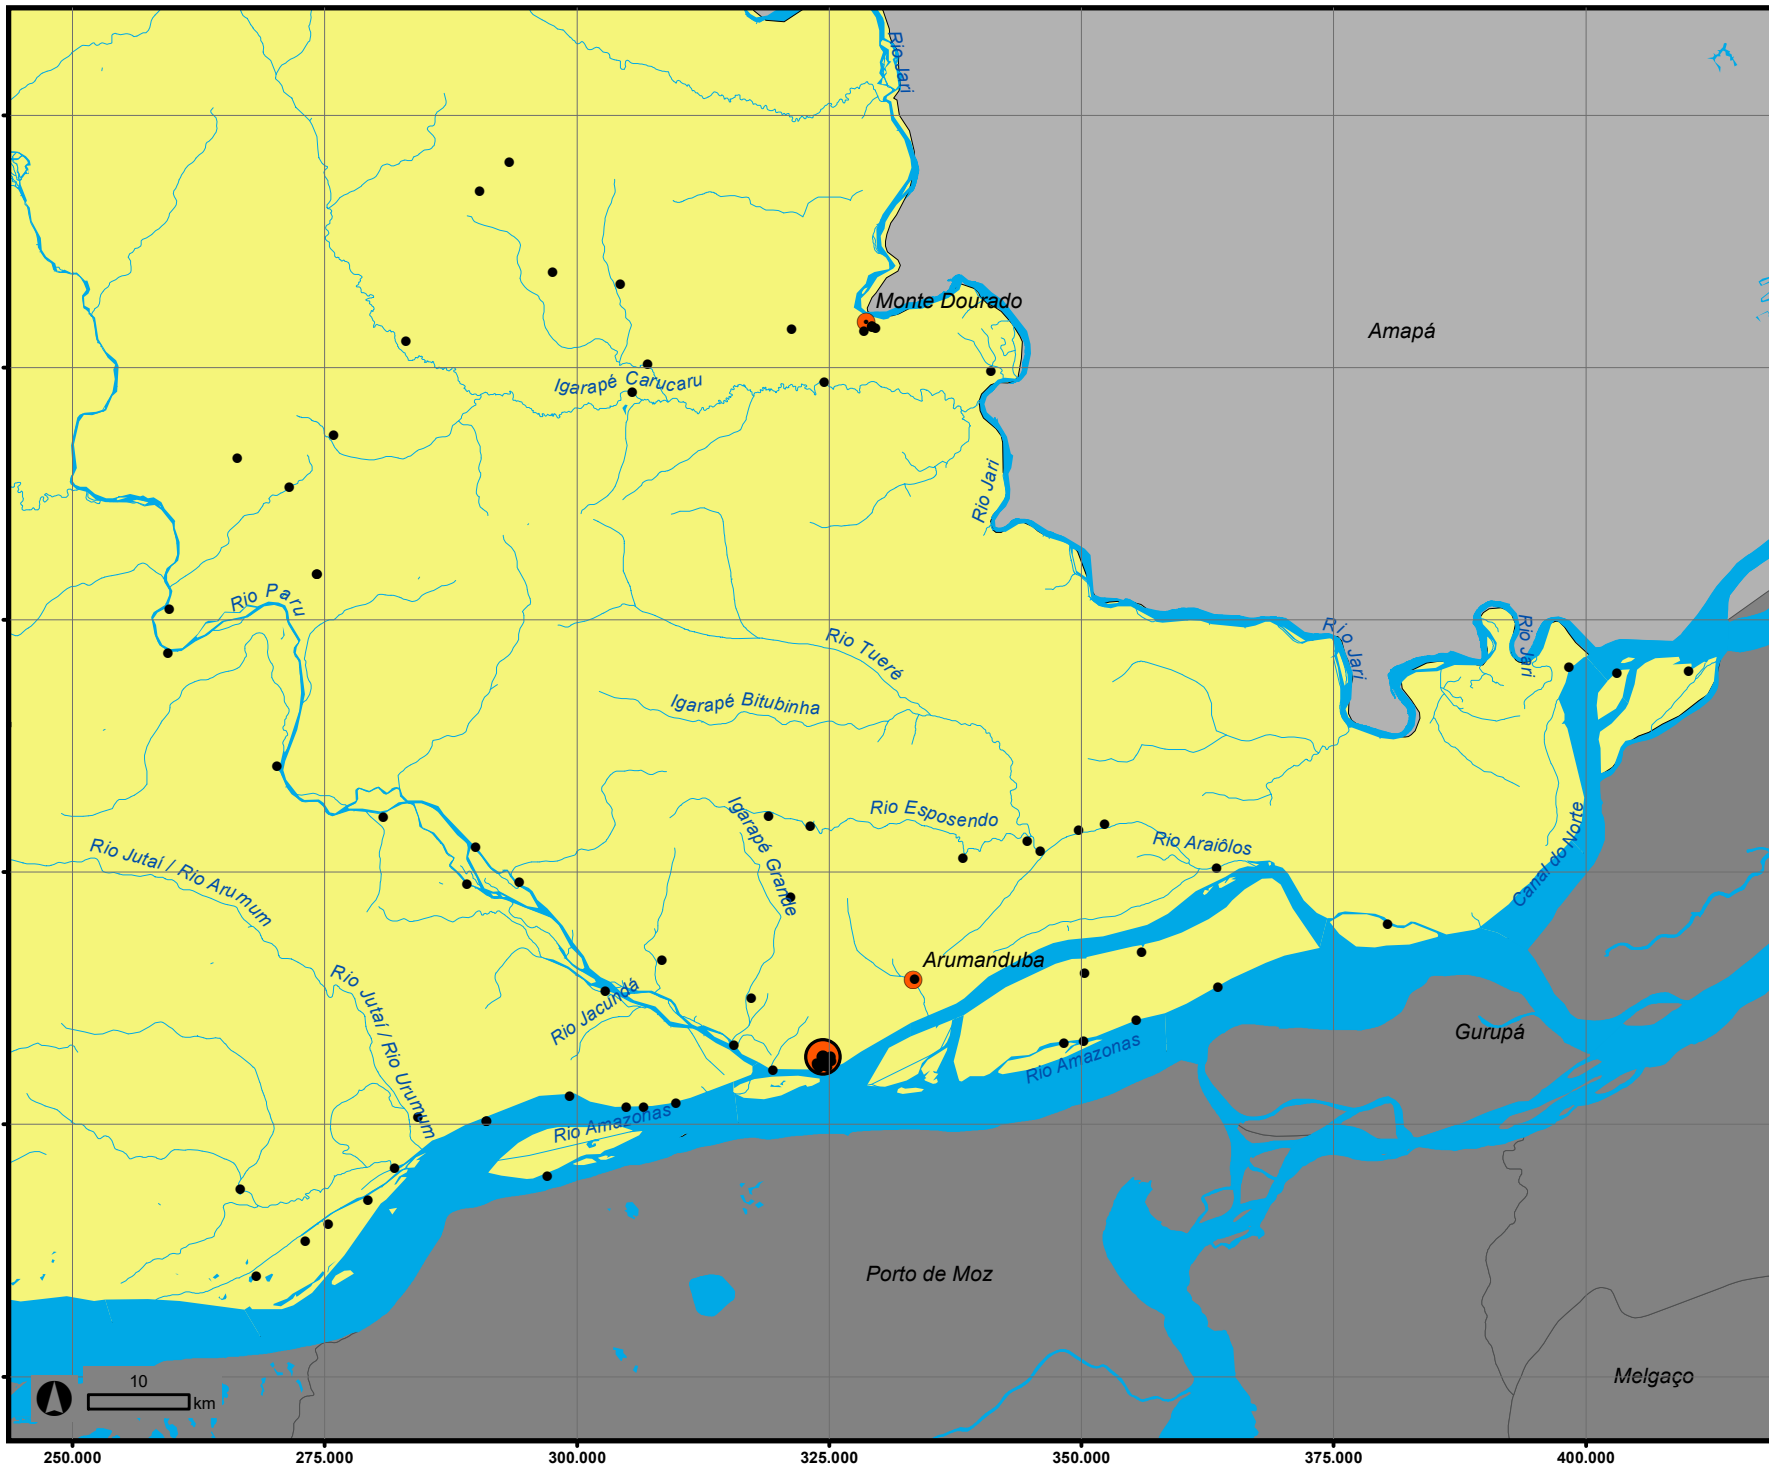 Rio Jari
Monte Dourado
Amapá
Igarapé Carucaru
Rio Jari
Rio Paru
Rio Tueré
Rio Jari
Rio Jari
Igarapé Bitubinha
Igarapé Grande
Rio Esposendo
Rio Araiôlos
Canal do Norte
Rio Jutaí / Rio Arumum
Arumanduba
Rio Jutaí / Rio Urumum
Rio Jacundá
Gurupá
Rio Amazonas
Rio Amazonas
Porto de Moz
Melgaço
10
km
250.000 275.000 300.000 325.000 350.000 375.000 400.000